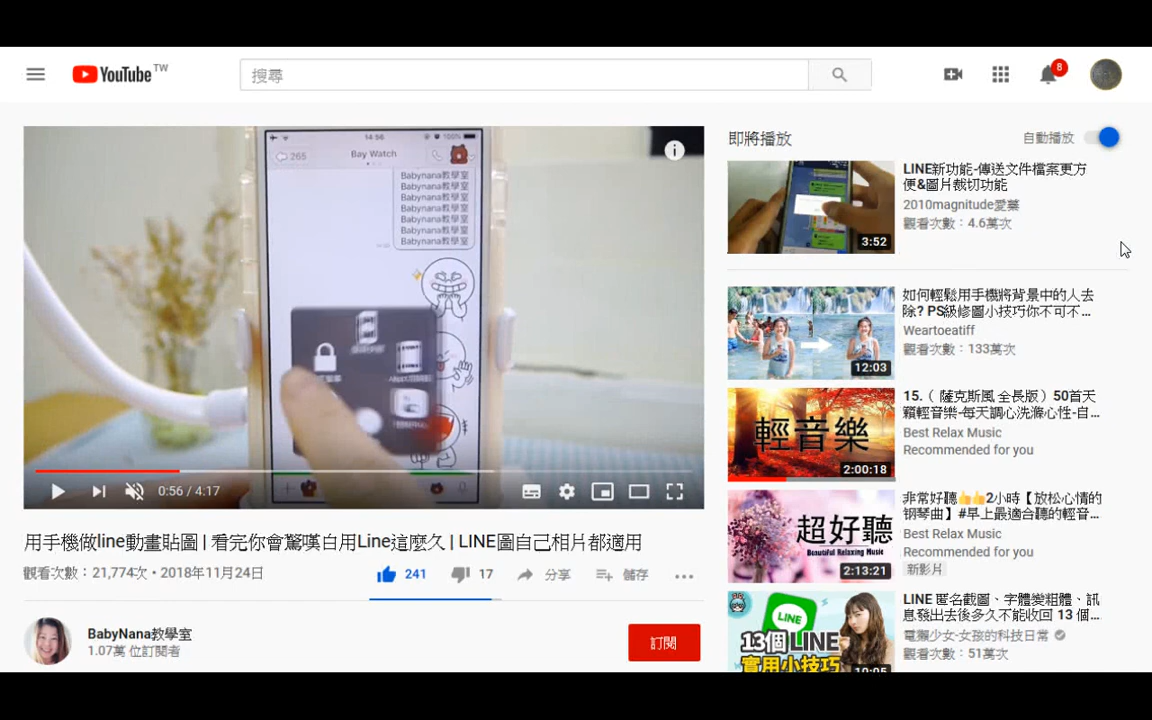 YouTube TW
搜尋
8
14:56
100%
265
Bay Watch
Babynana教學室
Babynana教學室
Babynana教學室
Babynana教學室
Babynana教學室
Babynana教學室
Babynana教學室
0:56 / 4:17
用手機做line動畫貼圖 | 看完你會驚嘆白用Line這麼久 | LINE圖自己相片都適用
觀看次數：21,774次 • 2018年11月24日
241
17
分享
儲存
BabyNana教學室
1.07萬 位訂閱者
訂閱
即將播放
自動播放
3:52
LINE新功能-傳送文件檔案更方
便&圖片裁切功能
2010magnitude愛藥
觀看次數：4.6萬次
12:03
如何輕鬆用手機將背景中的人去
除? PS級修圖小技巧你不可不...
Weartoeatiff
觀看次數：133萬次
輕音樂
2:00:18
15.（ 薩克斯風 全長版）50首天
籟輕音樂-每天調心洗滌心性-自...
Best Relax Music
Recommended for you
超好聽
Beautiful Relaxing Music
2:13:21
非常好聽👍👍2小時【放松心情的
钢琴曲】#早上最適合聽的輕音...
Best Relax Music
Recommended for you
新影片
LINE
13個LINE
實用小技巧
10:05
LINE 匿名截圖、字體變粗體、訊
息發出去後多久不能收回 13 個...
電獺少女-女孩的科技日常
觀看次數：51萬次